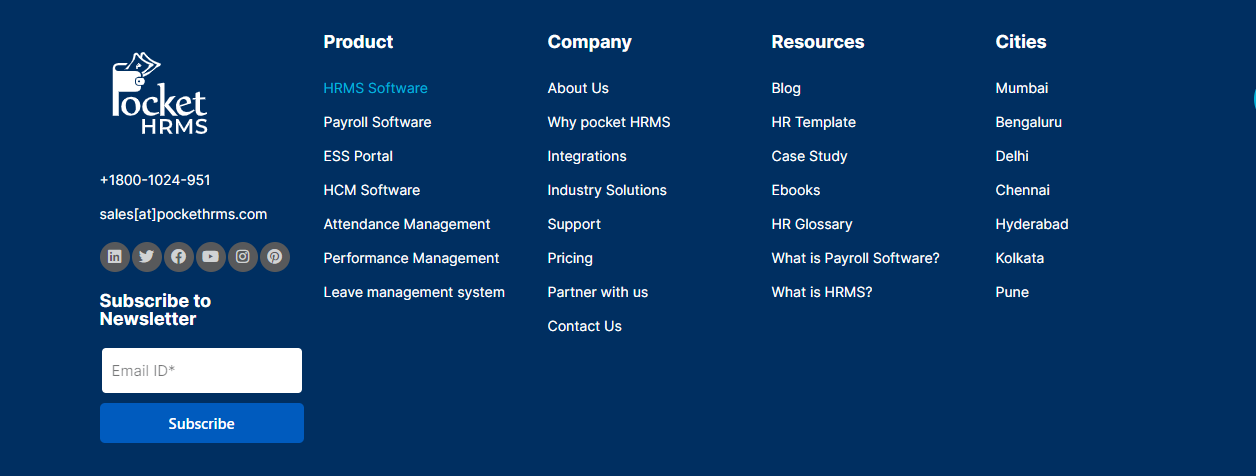 Pocket
HRMS
+1800-1024-951
sales[at]pockethrms.com
Subscribe to
Newsletter
Email ID*
Subscribe
Product
HRMS Software
Payroll Software
ESS Portal
HCM Software
Attendance Management
Performance Management
Leave management system
Company
About Us
Why pocket HRMS
Integrations
Industry Solutions
Support
Pricing
Partner with us
Contact Us
Resources
Blog
HR Template
Case Study
Ebooks
HR Glossary
What is Payroll Software?
What is HRMS?
Cities
Mumbai
Bengaluru
Delhi
Chennai
Hyderabad
Kolkata
Pune